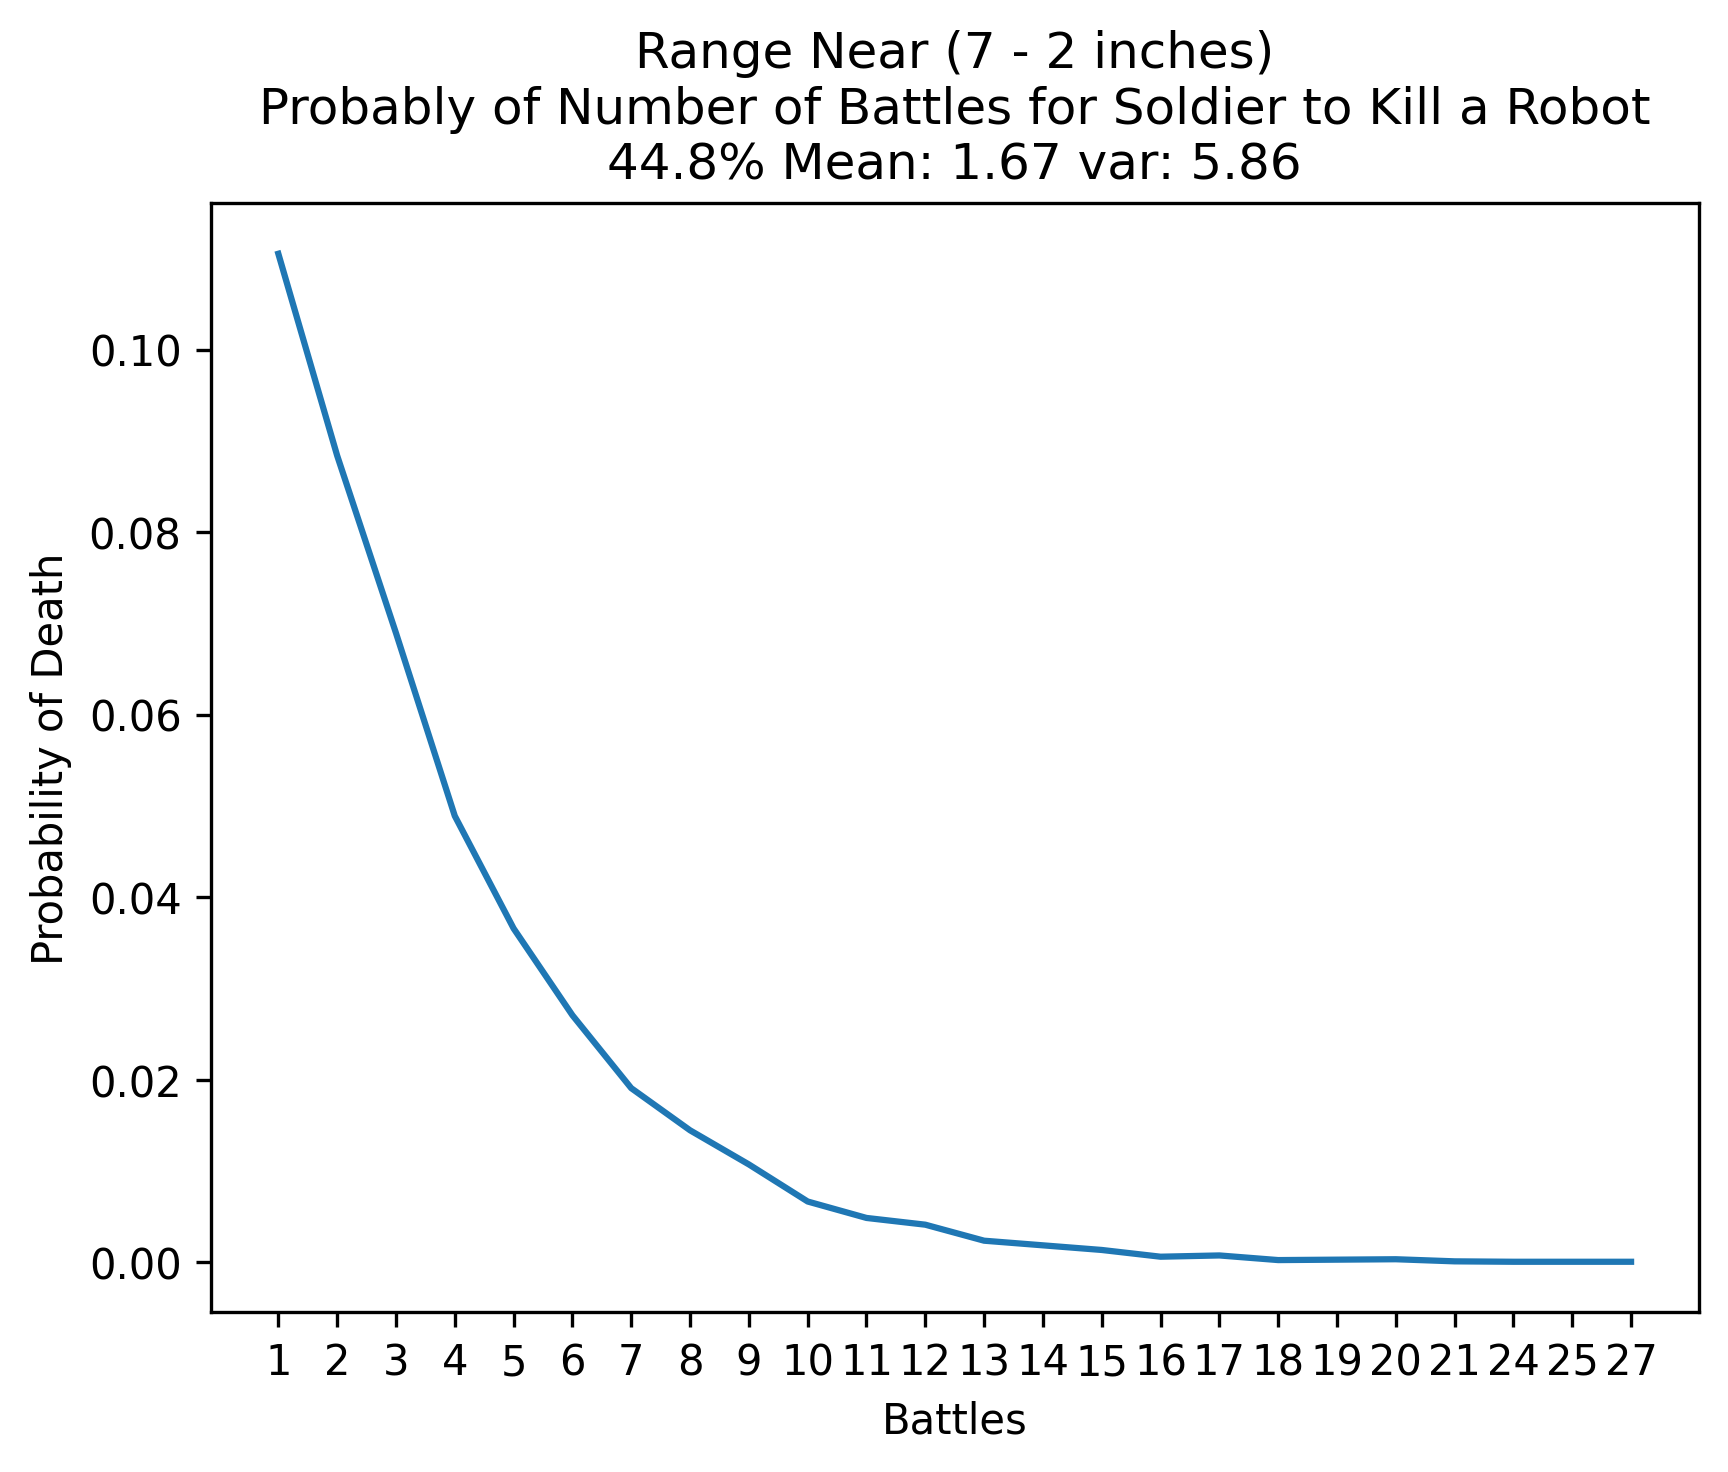 Range Near (7 - 2 inches)
Probably of Number of Battles for Soldier to Kill a Robot
44.8% Mean: 1.67 var: 5.86
Probability of Death
0.10
0.08
0.06
0.04
0.02
0.00
1 2 3 4 5 6 7 8 9 10 11 12 13 14 15 16 17 18 19 20 21 24 25 27
Battles